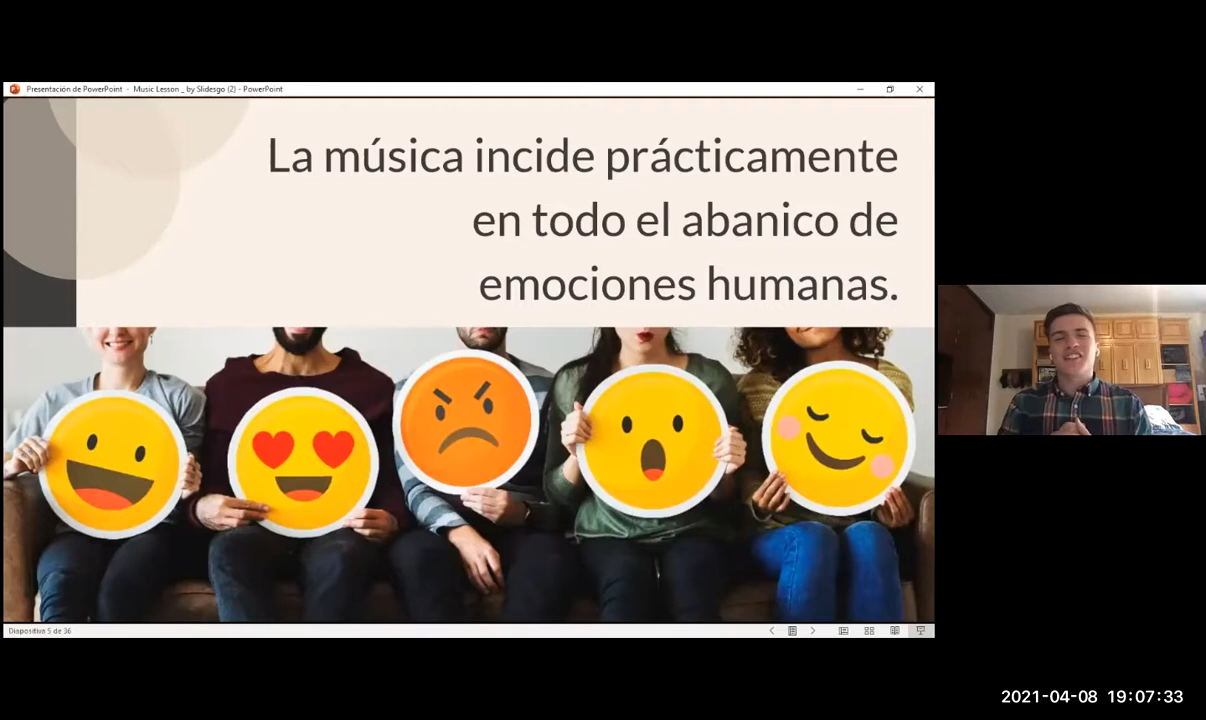 Presentación de PowerPoint - Music Lesson _ by Slidesgo (2) - PowerPoint
La música incide prácticamente
en todo el abanico de
emociones humanas.
Diapositiva 5 de 36
2021-04-08 19:07:33